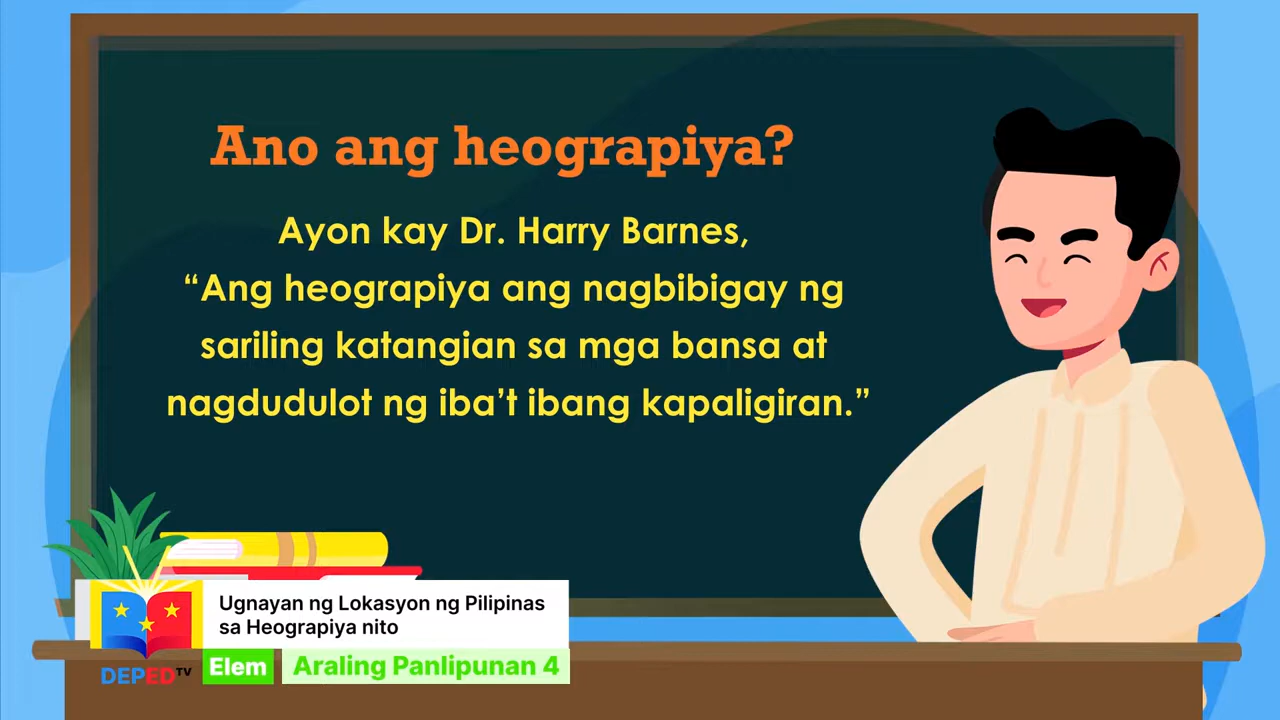 Ano ang heograpiya?
Ayon kay Dr. Harry Barnes,
“Ang heograpiya ang nagbibigay ng
sariling katangian sa mga bansa at
nagdudulot ng iba’t ibang kapaligiran.”
Ugnayan ng Lokasyon ng Pilipinas
sa Heograpiya nito
DEPED TV
Elem
Araling Panlipunan 4